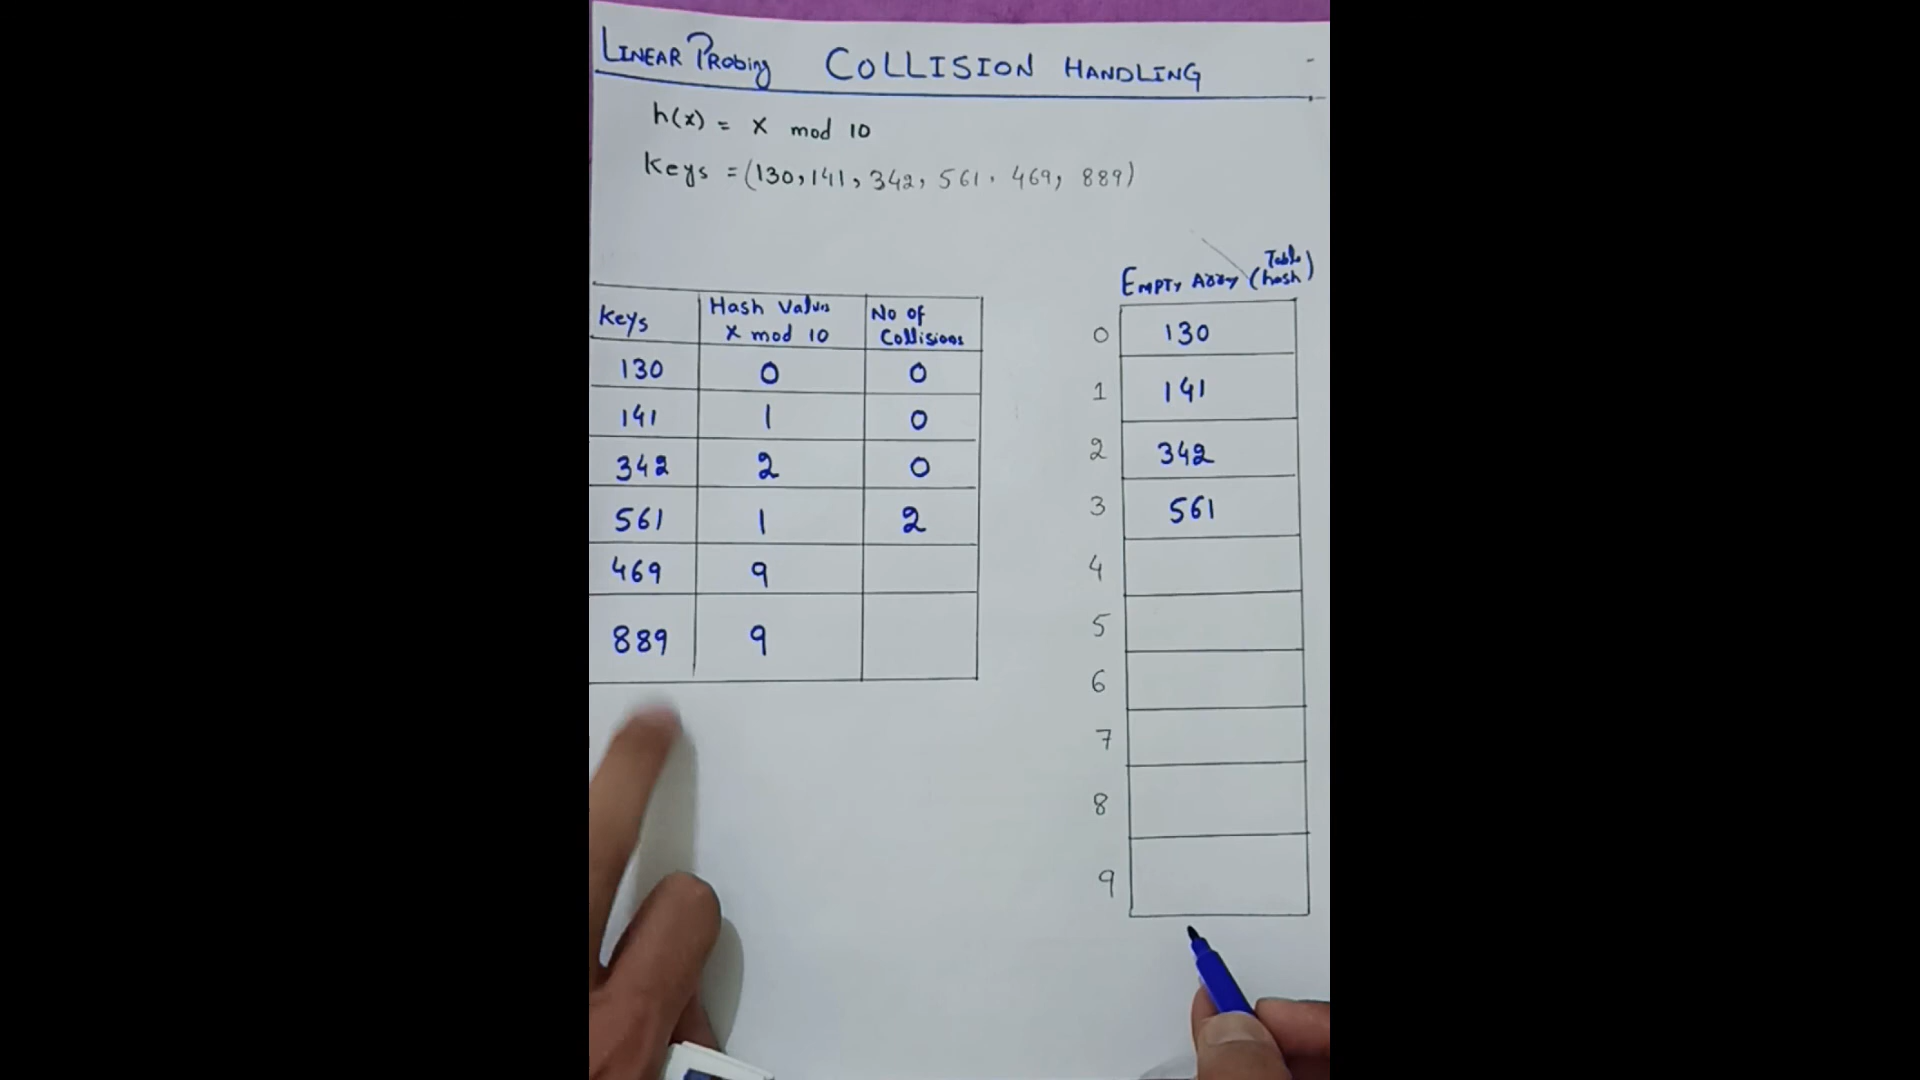 LINEAR PRobing COLLISION HANDLING
h(x) = X mod 10
Keys = (130, 141, 342, 561, 469, 889)
Keys Hash Values X mod 10 No of Collisions
130 0 0
141 1 0
342 2 0
561 1 2
469 9
889 9
EMPTY Array (Table hash)
0 130
1 141
2 342
3 561
4
5
6
7
8
9